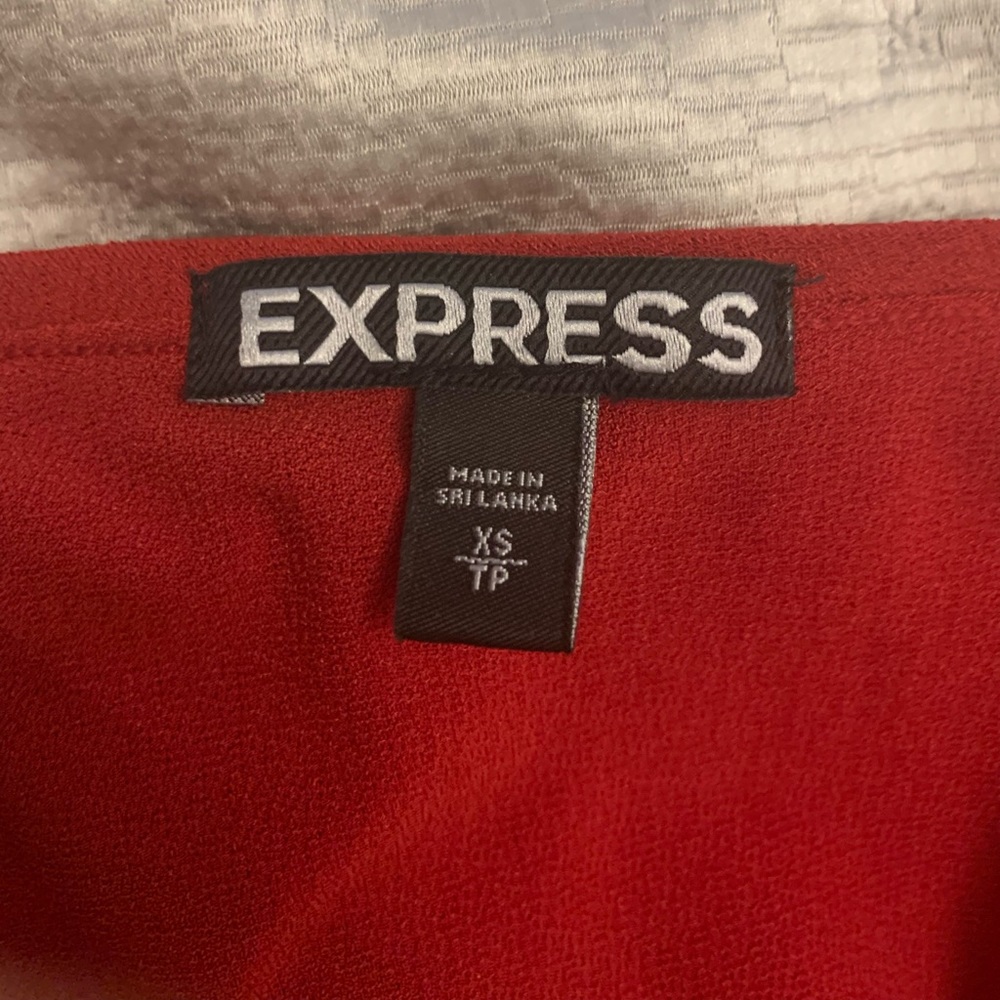 EXPRESS
MADE IN
SRI LANKA
XS
TP